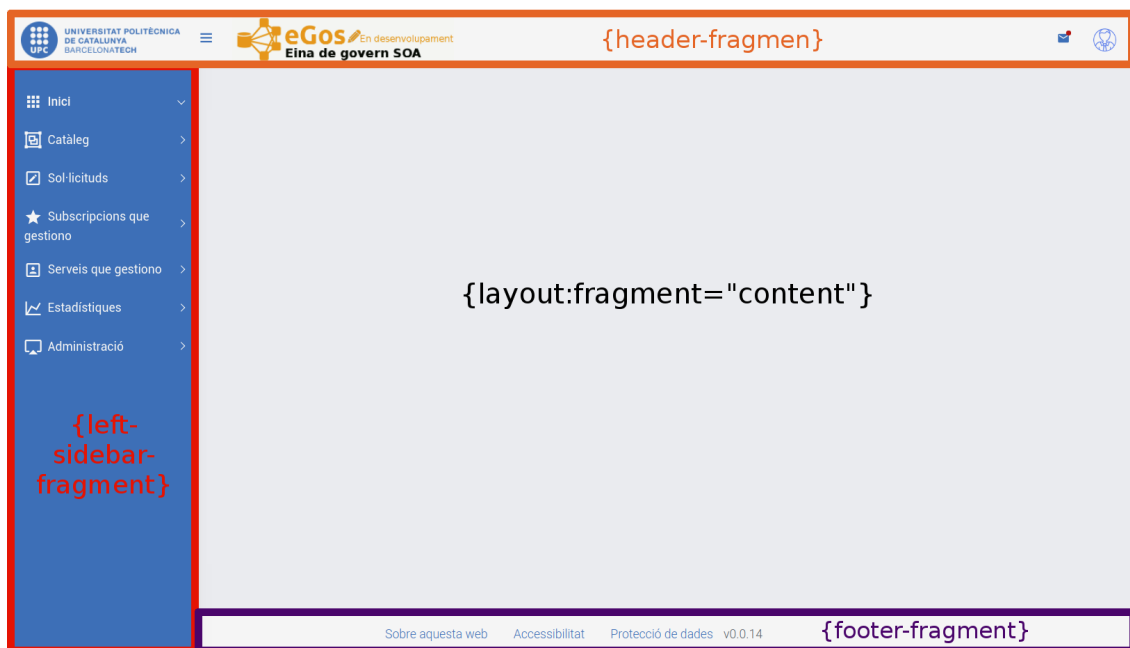 UNIVERSITAT POLITÈCNICA
DE CATALUNYA
BARCELONATECH
UPC
eGos En desenvolupament
Eina de govern SOA
{header-fragmen}
Inici
Catàleg
Sol·licituds
Subscripcions que
gestiono
Serveis que gestiono
Estadístiques
Administració
{left-
sidebar-
fragment}
{layout:fragment="content"}
Sobre aquesta web Accessibilitat Protecció de dades v0.0.14
{footer-fragment}